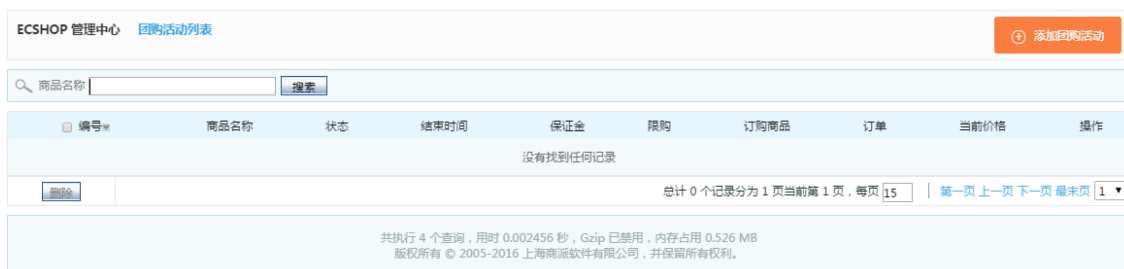 ECSHOP 管理中心 团购活动列表 添加团购活动
商品名称 搜索
编号 商品名称 状态 结束时间 保证金 限购 订购商品 订单 当前价格 操作
没有找到任何记录
删除 总计 0 个记录分为 1 页当前第 1 页，每页 15 | 第一页 上一页 下一页 最末页 1
共执行 4 个查询，用时 0.002456 秒，Gzip 已禁用，内存占用 0.526 MB
版权所有 © 2005-2016 上海商派软件有限公司，并保留所有权利。